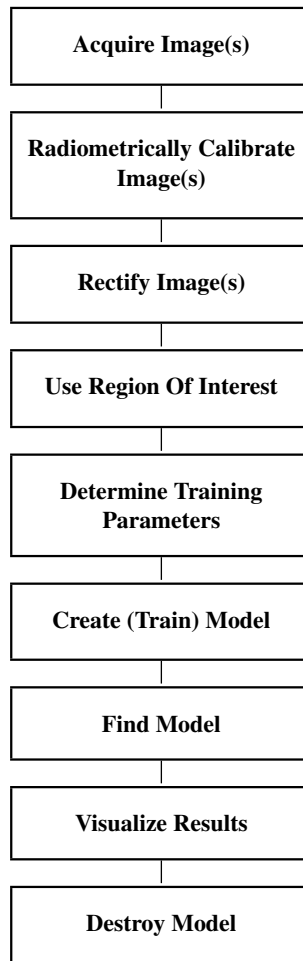 Acquire Image(s)
Radiometrically Calibrate
Image(s)
Rectify Image(s)
Use Region Of Interest
Determine Training
Parameters
Create (Train) Model
Find Model
Visualize Results
Destroy Model